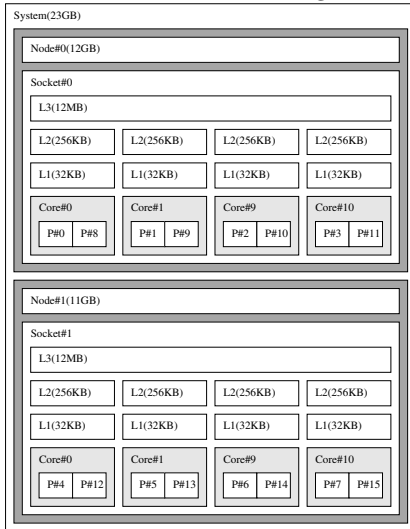 System(23GB)
Node#0(12GB)
Socket#0
L3(12MB)
L2(256KB) L2(256KB) L2(256KB) L2(256KB)
L1(32KB) L1(32KB) L1(32KB) L1(32KB)
Core#0 Core#1 Core#9 Core#10
P#0 P#8 P#1 P#9 P#2 P#10 P#3 P#11
Node#1(11GB)
Socket#1
L3(12MB)
L2(256KB) L2(256KB) L2(256KB) L2(256KB)
L1(32KB) L1(32KB) L1(32KB) L1(32KB)
Core#0 Core#1 Core#9 Core#10
P#4 P#12 P#5 P#13 P#6 P#14 P#7 P#15